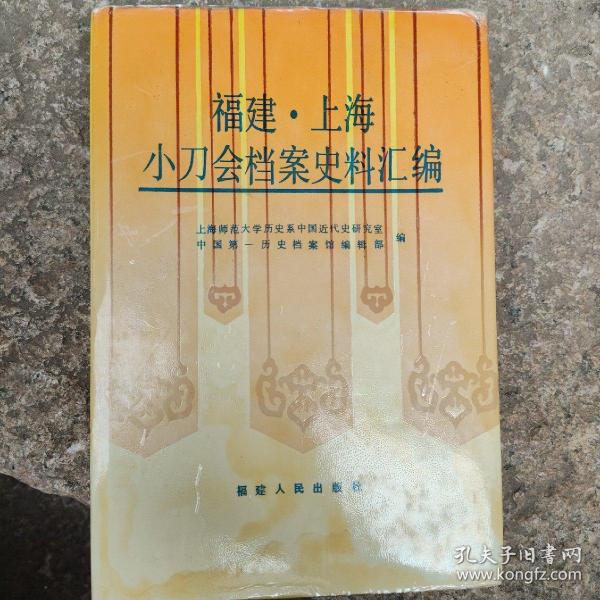 福建·上海
小刀会档案史料汇编
上海师范大学历史系中国近代史研究室
中国第一历史档案馆编辑部 编
福建人民出版社
孔夫子旧书网
www.kongfz.com